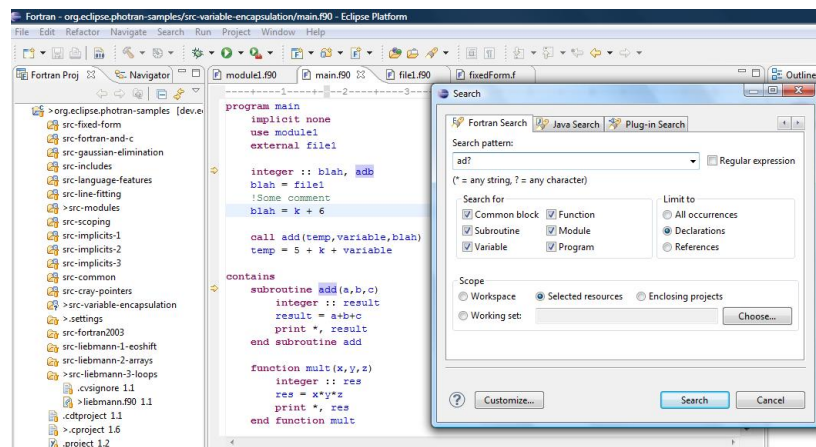 Fortran - org.eclipse.photran-samples/src-variable-encapsulation/main.f90 - Eclipse Platform
File Edit Refactor Navigate Search Run Project Window Help
Fortran Proj Navigator
> org.eclipse.photran-samples [dev.e
src-fixed-form
src-fortran-and-c
src-gaussian-elimination
src-includes
src-language-features
src-line-fitting
>src-modules
src-scoping
src-implicits-1
src-implicits-2
src-implicits-3
src-common
src-cray-pointers
>src-variable-encapsulation
>.settings
src-fortran2003
src-liebmann-1-eoshift
src-liebmann-2-arrays
>src-liebmann-3-loops
.cvsignore 1.1
>liebmann.f90 1.1
.cdtproject 1.1
>.cproject 1.6
.project 1.2
module1.f90 main.f90 file1.f90 fixedForm.f
----+----1----+----2----+----3----
program main
implicit none
use module1
external file1
integer :: blah, adb
blah = file1
!Some comment
blah = k + 6
call add(temp,variable,blah)
temp = 5 + k + variable
contains
subroutine add(a,b,c)
integer :: result
result = a+b+c
print *, result
end subroutine add
function mult(x,y,z)
integer :: res
res = x*y*z
print *, res
end function mult
Outline
Search
Fortran Search Java Search Plug-in Search
Search pattern:
ad?
Regular expression
(* = any string, ? = any character)
Search for
Common block Function
Subroutine Module
Variable Program
Limit to
All occurrences
Declarations
References
Scope
Workspace Selected resources Enclosing projects
Working set: Choose...
? Customize... Search Cancel